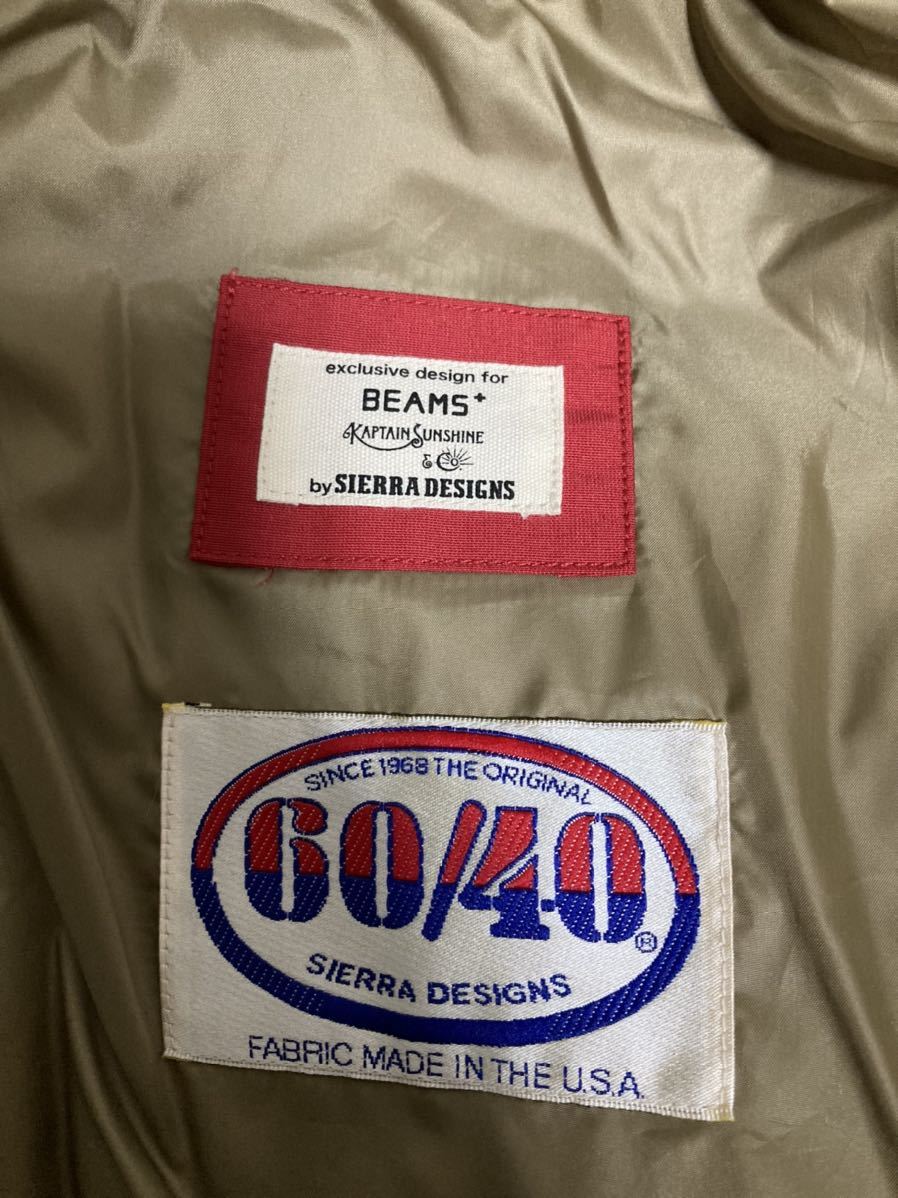 exclusive design for
BEAMS+
KAPTAIN SUNSHINE
& Co.
by SIERRA DESIGNS
SINCE 1968 THE ORIGINAL
60/40®
SIERRA DESIGNS
FABRIC MADE IN THE U.S.A.